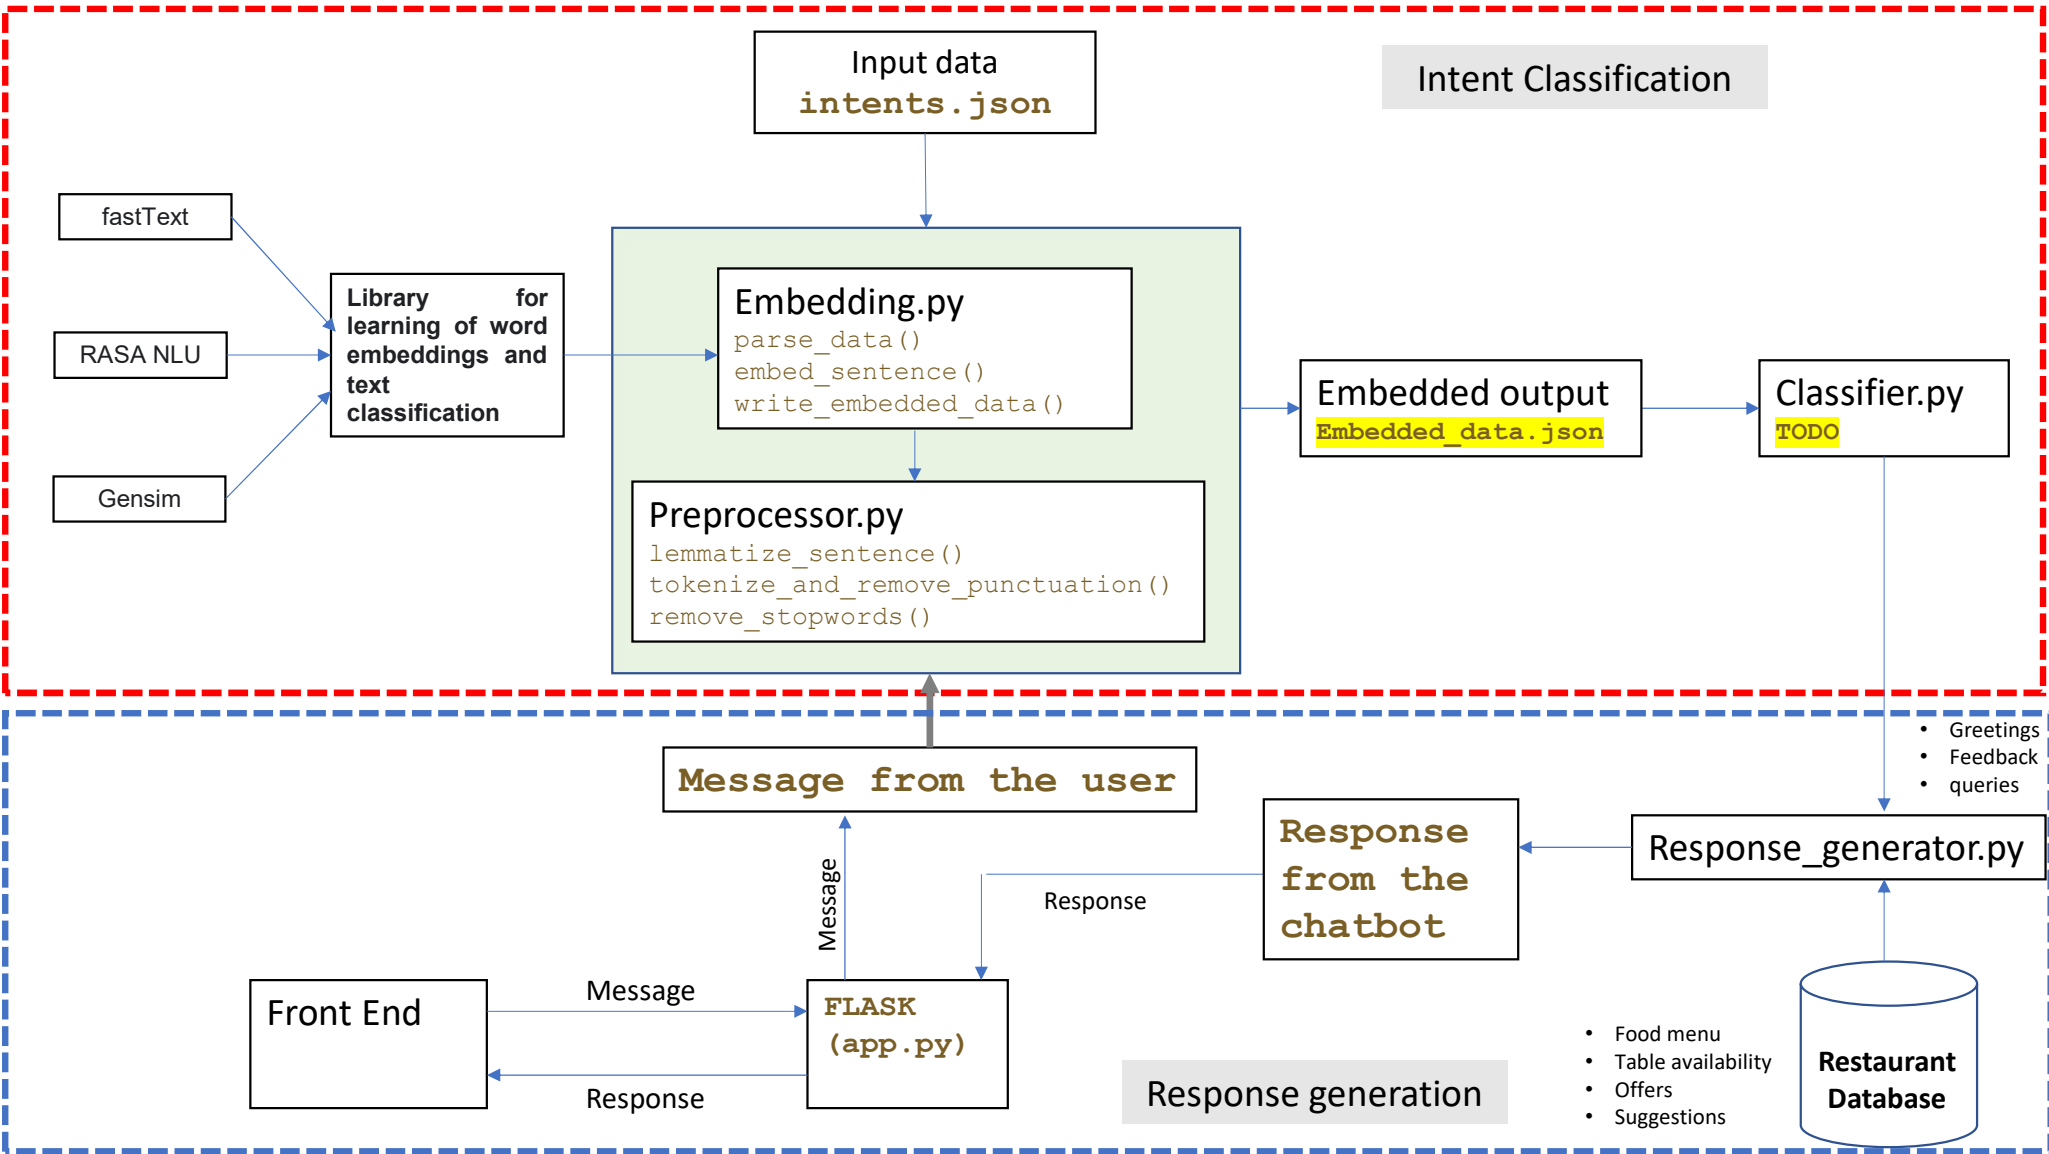 Input data
intents.json
Intent Classification
fastText
RASA NLU
Gensim
Library for
learning of word
embeddings and
text
classification
Embedding.py
parse_data()
embed_sentence()
write_embedded_data()
Preprocessor.py
lemmatize_sentence()
tokenize_and_remove_punctuation()
remove_stopwords()
Embedded output
Embedded_data.json
Classifier.py
TODO
• Greetings
• Feedback
• queries
Message from the user
Message
Response
from the
chatbot
Response_generator.py
Response
Front End
Message
Response
FLASK
(app.py)
Response generation
• Food menu
• Table availability
• Offers
• Suggestions
Restaurant
Database